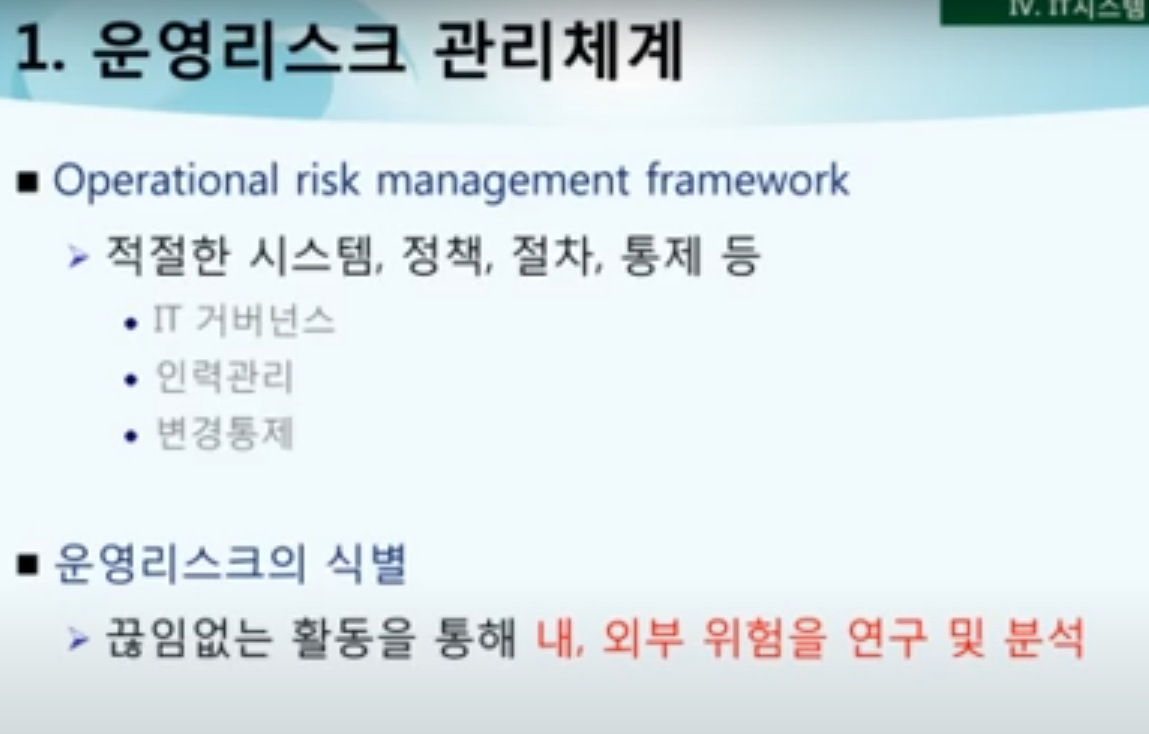 IV. IT시스템
1. 운영리스크 관리체계
■ Operational risk management framework
➢ 적절한 시스템, 정책, 절차, 통제 등
• IT 거버넌스
• 인력관리
• 변경통제
■ 운영리스크의 식별
➢ 끊임없는 활동을 통해 내, 외부 위험을 연구 및 분석